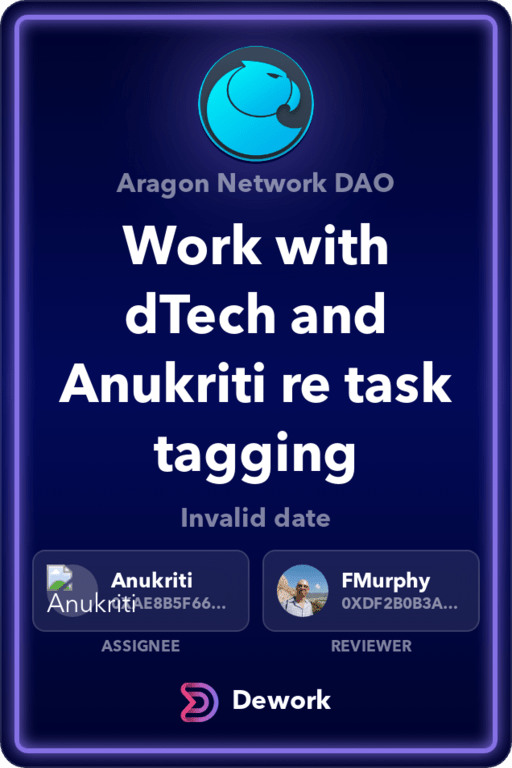 Aragon Network DAO
Work with
dTech and
Anukriti re task
tagging
Invalid date
Anukriti
Anukriti
FMurphy
0XDF2B0B3A...
ASSIGNEE
REVIEWER
Dework